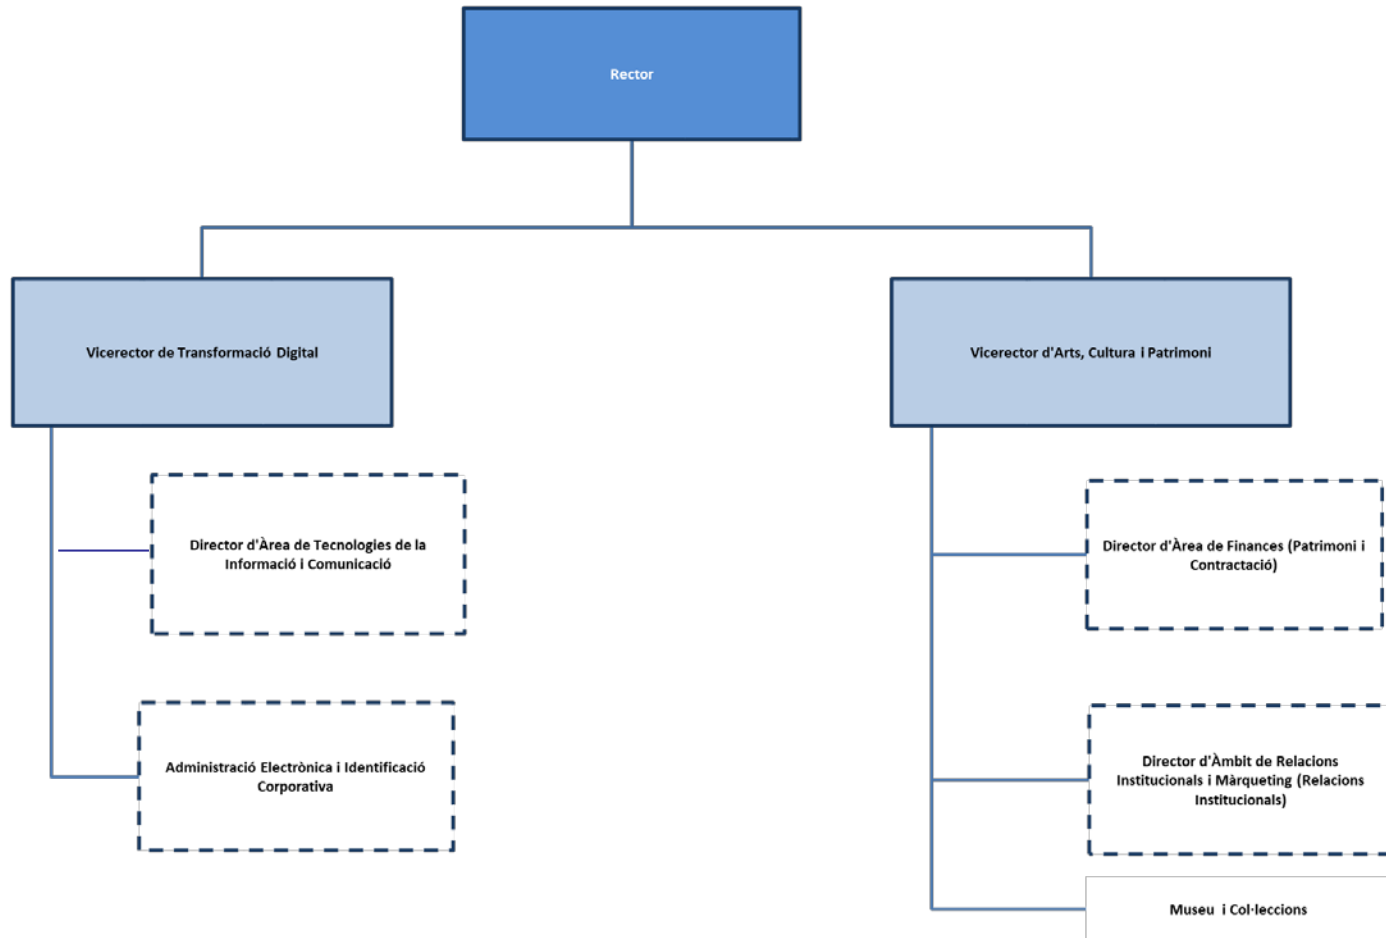 Rector
Vicerector de Transformació Digital
Vicerector d'Arts, Cultura i Patrimoni
Director d'Àrea de Tecnologies de la
Informació i Comunicació
Director d'Àrea de Finances (Patrimoni i
Contractació)
Administració Electrònica i Identificació
Corporativa
Director d'Àmbit de Relacions
Institucionals i Màrqueting (Relacions
Institucionals)
Museu i Col·leccions